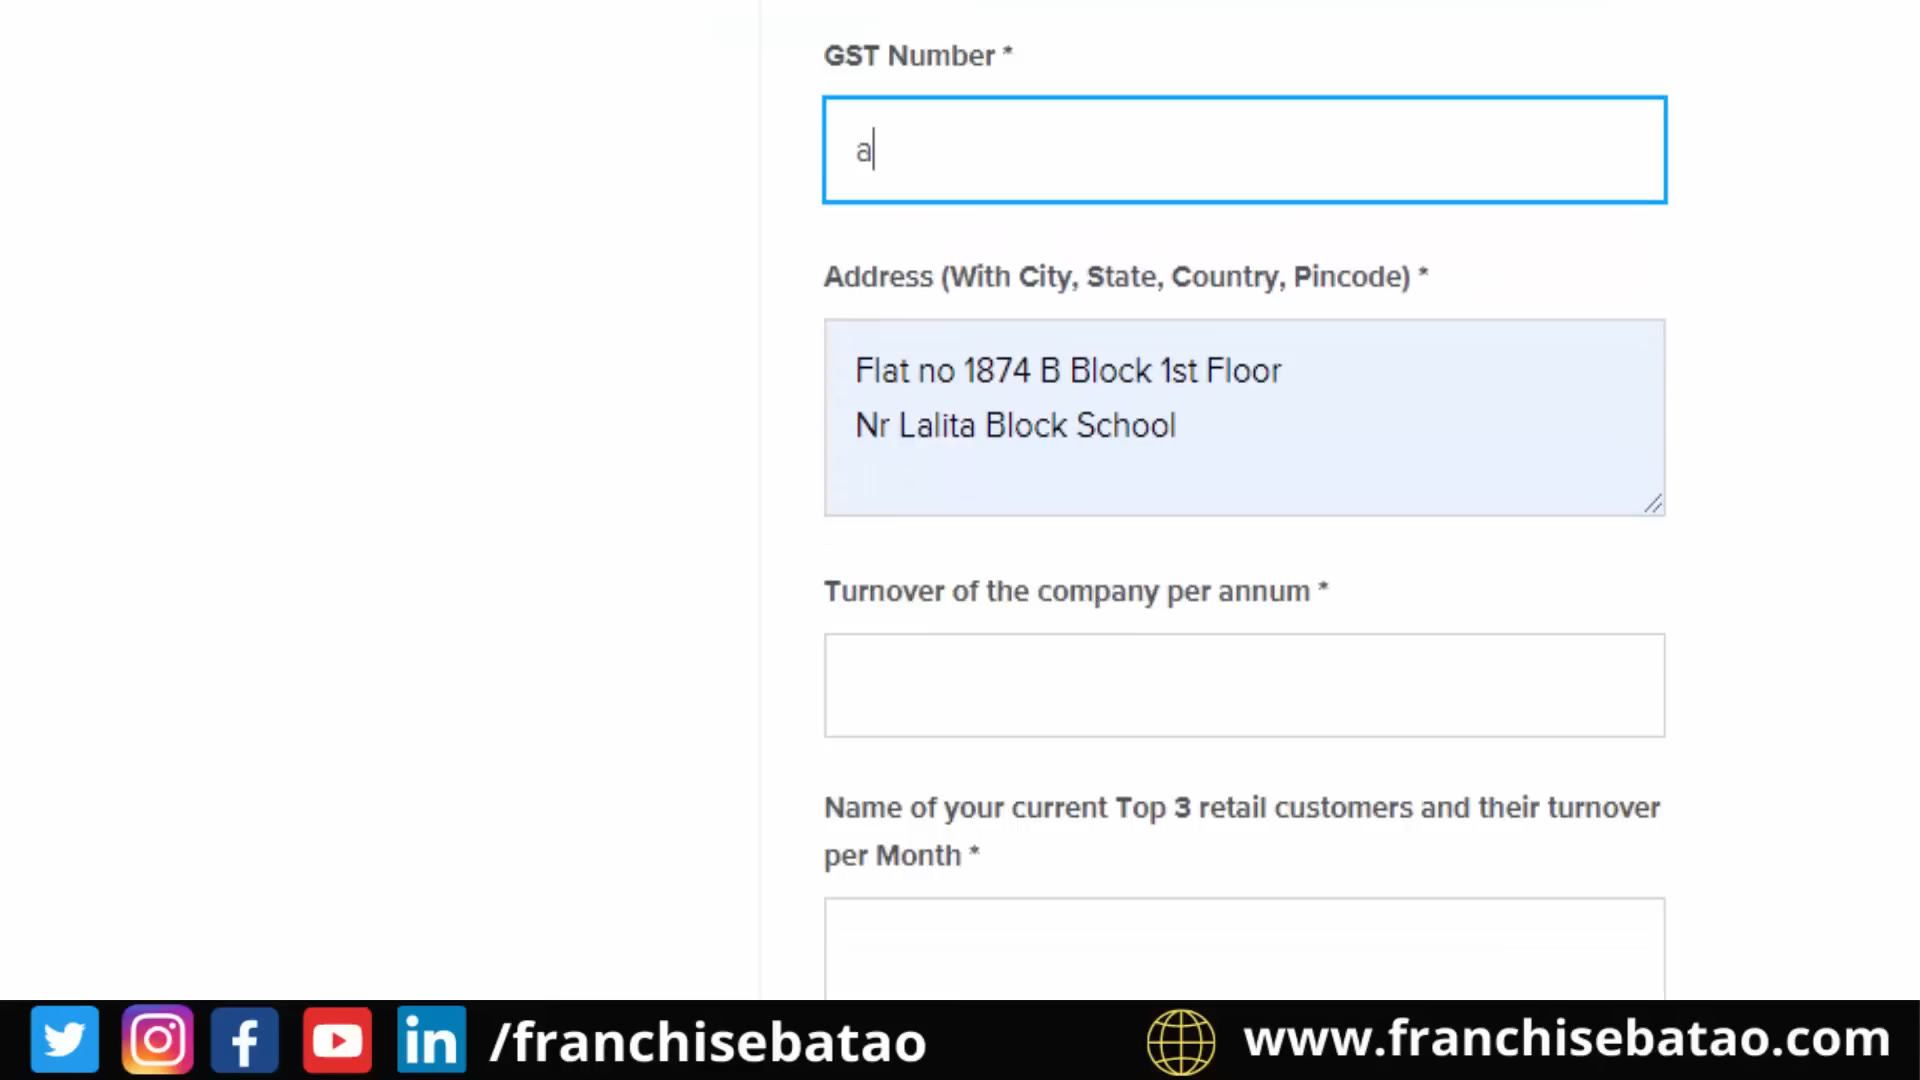 GST Number *
a
Address (With City, State, Country, Pincode) *
Flat no 1874 B Block 1st Floor
Nr Lalita Block School
Turnover of the company per annum *
Name of your current Top 3 retail customers and their turnover
per Month *
in /franchisebatao www.franchisebatao.com